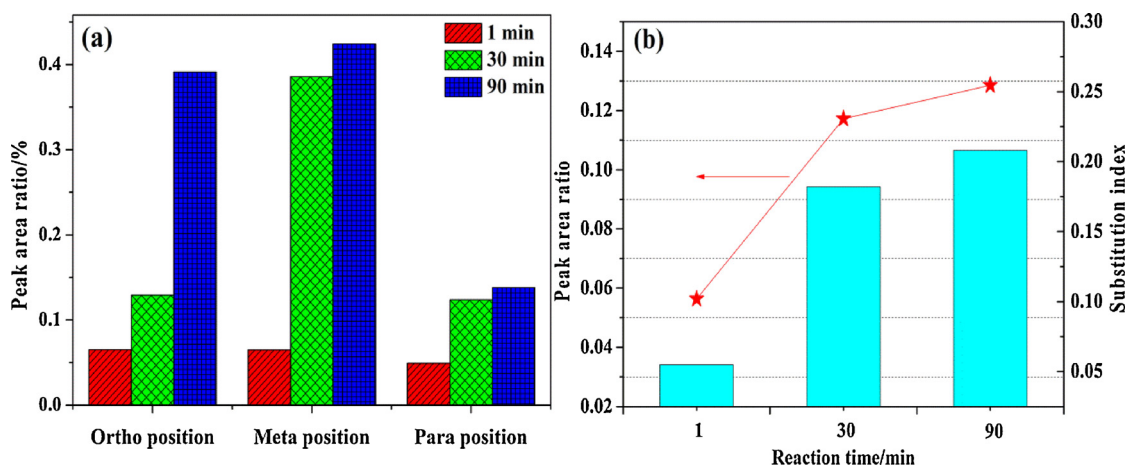 (a)
1 min
30 min
90 min
Peak area ratio/%
0.4
0.3
0.2
0.1
0.0
Ortho position
Meta position
Para position
(b)
Peak area ratio
0.14
0.12
0.10
0.08
0.06
0.04
0.02
1
30
90
Reaction time/min
0.30
0.25
0.20
0.15
0.10
0.05
Substitution index